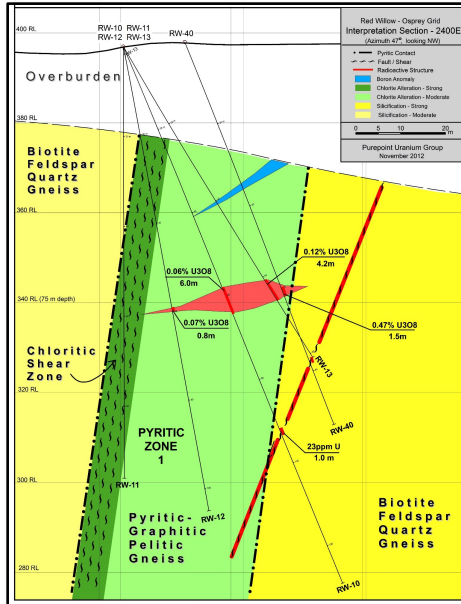 Red Willow - Osprey Grid
Interpretation Section - 2400E
(Azimuth 47°, looking NW)
Pyritic Contact
Fault / Shear
Radioactive Structure
Boron Anomaly
Chlorite Alteration - Strong
Chlorite Alteration - Moderate
Silicification - Strong
Silicification - Moderate
0 10 20
m
Purepoint Uranium Group
November 2012
RW-10 RW-11 RW-40
RW-12 RW-13
400 RL
Overburden
380 RL
Biotite
Feldspar
Quartz
Gneiss
360 RL
0.06% U3O8
6.0m
0.12% U3O8
4.2m
340 RL (75 m depth)
0.07% U3O8
0.8m
0.47% U3O8
1.5m
Chloritic
Shear
Zone
RW-13
320 RL
RW-40
PYRITIC
ZONE
1
23ppm U
1.0 m
300 RL
RW-11
RW-12
Pyritic-
Graphitic
Pelitic
Gneiss
Biotite
Feldspar
Quartz
Gneiss
280 RL
RW-10